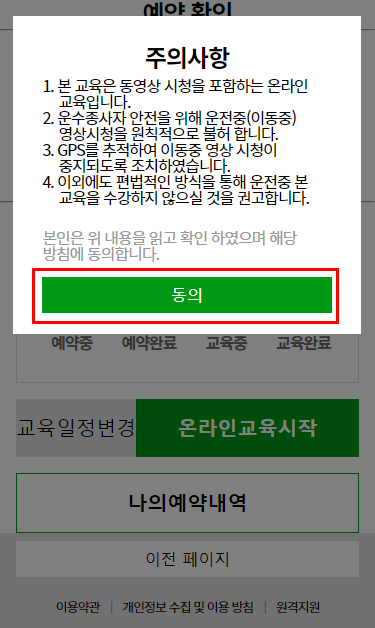 예약 확인
주의사항
1. 본 교육은 동영상 시청을 포함하는 온라인
교육입니다.
2. 운수종사자 안전을 위해 운전중(이동중)
영상시청을 원칙적으로 불허 합니다.
3. GPS를 추적하여 이동중 영상 시청이
중지되도록 조치하였습니다.
4. 이외에도 편법적인 방식을 통해 운전중 본
교육을 수강하지 않으실 것을 권고합니다.
본인은 위 내용을 읽고 확인 하였으며 해당
방침에 동의합니다.
동의
예약중 예약완료 교육중 교육완료
교육일정변경 온라인교육시작
나의예약내역
이전 페이지
이용약관 | 개인정보 수집 및 이용 방침 | 원격지원